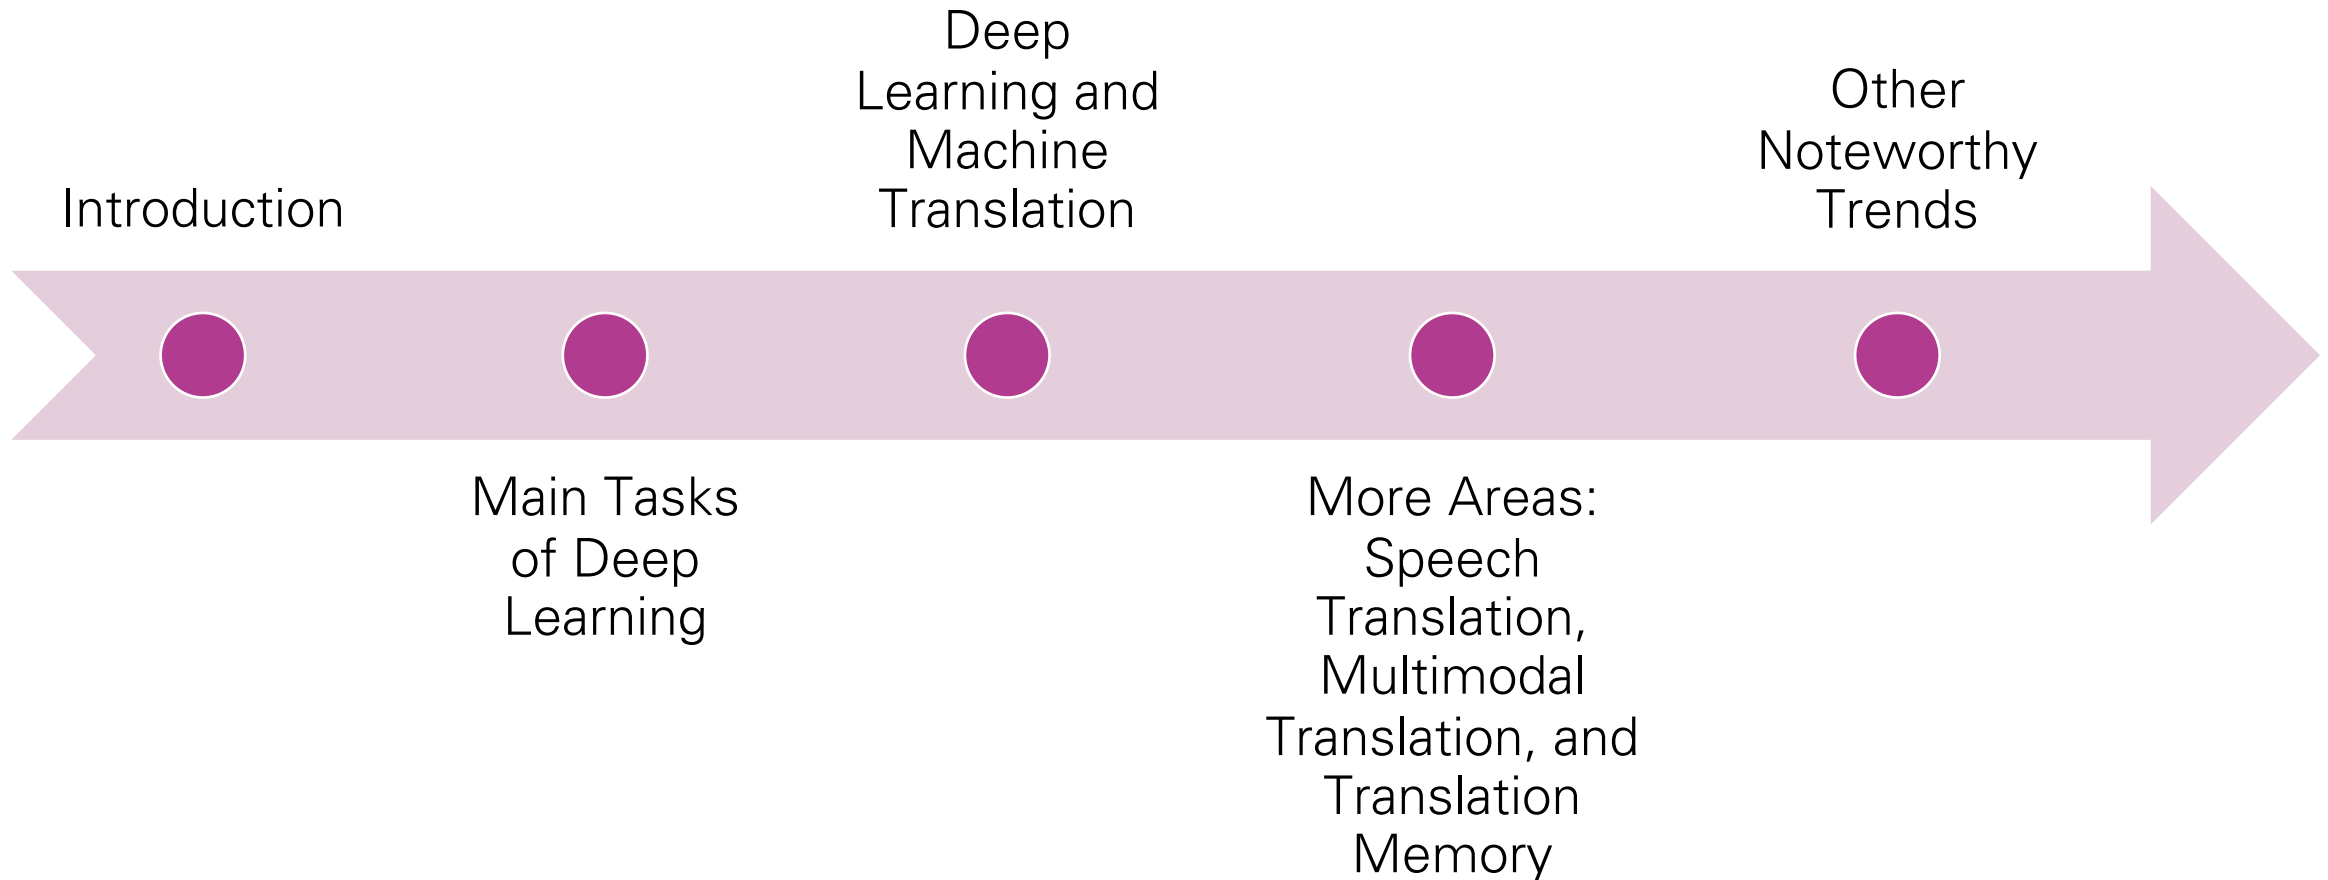 Introduction
Main Tasks
of Deep
Learning
Deep
Learning and
Machine
Translation
More Areas:
Speech
Translation,
Multimodal
Translation, and
Translation
Memory
Other
Noteworthy
Trends